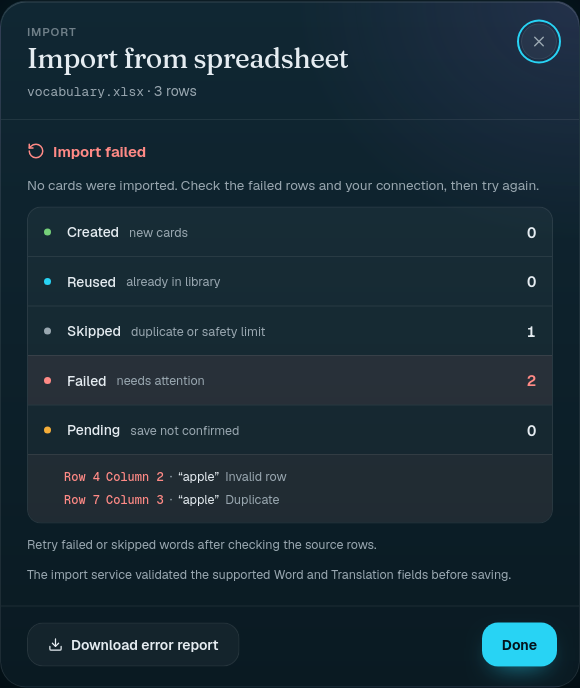 IMPORT
Import from spreadsheet
vocabulary.xlsx · 3 rows
Import failed
No cards were imported. Check the failed rows and your connection, then try again.
Created new cards 0
Reused already in library 0
Skipped duplicate or safety limit 1
Failed needs attention 2
Pending save not confirmed 0
Row 4 Column 2 · “apple” Invalid row
Row 7 Column 3 · “apple” Duplicate
Retry failed or skipped words after checking the source rows.
The import service validated the supported Word and Translation fields before saving.
Download error report Done